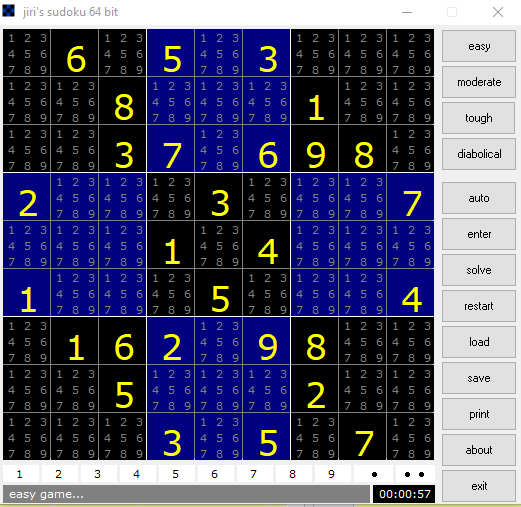 jiri's sudoku 64 bit
1 2 3 1 2 3 1 2 3 1 2 3 1 2 3 1 2 3
4 5 6 6 4 5 6 5 4 5 6 3 4 5 6 4 5 6 4 5 6
7 8 9 7 8 9 7 8 9 7 8 9 7 8 9 7 8 9
1 2 3 1 2 3 1 2 3 1 2 3 1 2 3 1 2 3 1 2 3
4 5 6 4 5 6 8 4 5 6 4 5 6 4 5 6 1 4 5 6 4 5 6
7 8 9 7 8 9 7 8 9 7 8 9 7 8 9 7 8 9 7 8 9
1 2 3 1 2 3 1 2 3 1 2 3
4 5 6 4 5 6 3 7 4 5 6 6 9 8 4 5 6
7 8 9 7 8 9 7 8 9 7 8 9
1 2 3 1 2 3 1 2 3 1 2 3 1 2 3 1 2 3
2 4 5 6 4 5 6 4 5 6 3 4 5 6 4 5 6 4 5 6 7
7 8 9 7 8 9 7 8 9 7 8 9 7 8 9 7 8 9
1 2 3 1 2 3 1 2 3 1 2 3 1 2 3 1 2 3 1 2 3
4 5 6 4 5 6 4 5 6 1 4 5 6 4 4 5 6 4 5 6 4 5 6
7 8 9 7 8 9 7 8 9 7 8 9 7 8 9 7 8 9 7 8 9
1 2 3 1 2 3 1 2 3 1 2 3 1 2 3 1 2 3
1 4 5 6 4 5 6 4 5 6 5 4 5 6 4 5 6 4 5 6 4
7 8 9 7 8 9 7 8 9 7 8 9 7 8 9 7 8 9
1 2 3 1 2 3 1 2 3 1 2 3
4 5 6 1 6 2 4 5 6 9 8 4 5 6 4 5 6
7 8 9 7 8 9 7 8 9 7 8 9
1 2 3 1 2 3 1 2 3 1 2 3 1 2 3 1 2 3 1 2 3
4 5 6 4 5 6 5 4 5 6 4 5 6 4 5 6 2 4 5 6 4 5 6
7 8 9 7 8 9 7 8 9 7 8 9 7 8 9 7 8 9 7 8 9
1 2 3 1 2 3 1 2 3 1 2 3 1 2 3 1 2 3
4 5 6 4 5 6 4 5 6 3 4 5 6 5 4 5 6 7 4 5 6
7 8 9 7 8 9 7 8 9 7 8 9 7 8 9 7 8 9
1 2 3 4 5 6 7 8 9 • • •
easy game...
00:00:57
easy
moderate
tough
diabolical
auto
enter
solve
restart
load
save
print
about
exit